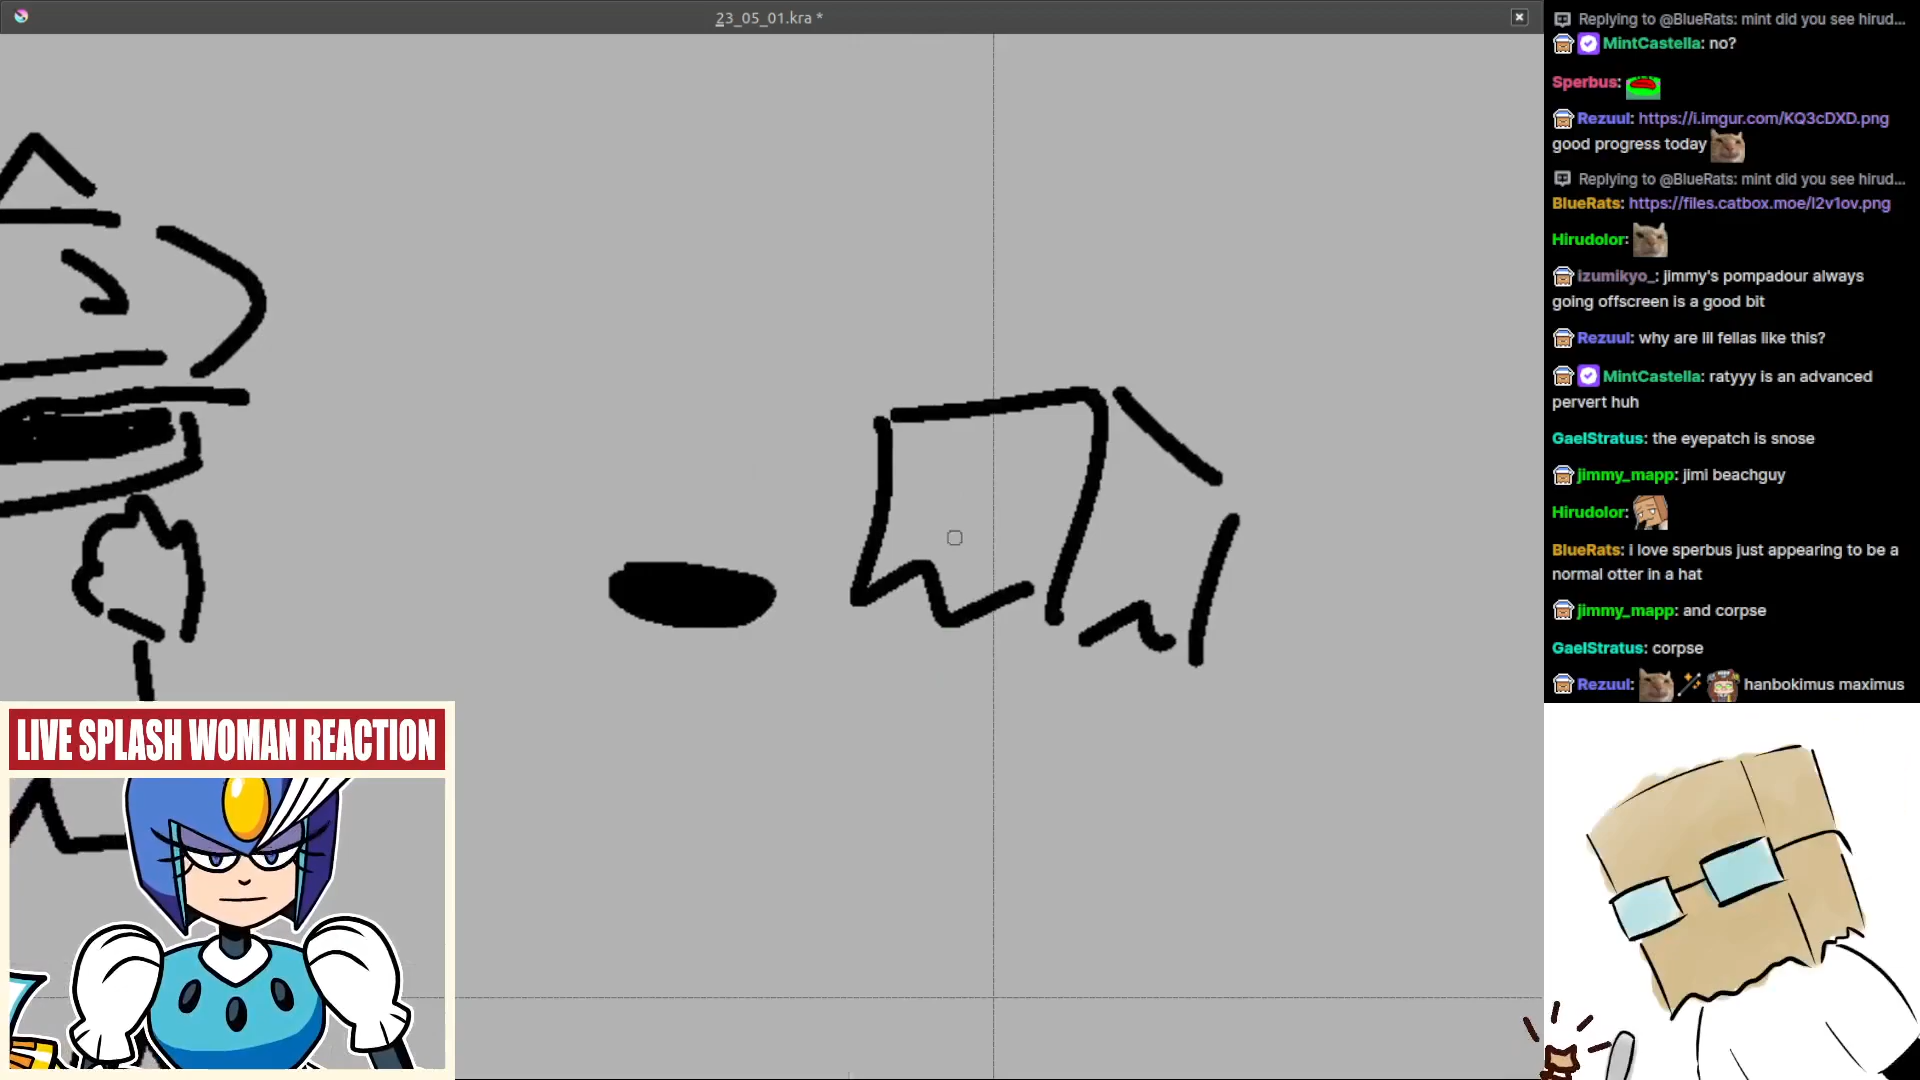 23_05_01.kra *
Replying to @BlueRats: mint did you see hirud...
MintCastella: no?
Sperbus:
Rezuul: https://i.imgur.com/KQ3cDXD.png
good progress today
Replying to @BlueRats: mint did you see hirud...
BlueRats: https://files.catbox.moe/l2v1ov.png
Hirudolor:
izumikyo_: jimmy's pompadour always
going offscreen is a good bit
Rezuul: why are lil fellas like this?
MintCastella: ratyyy is an advanced
pervert huh
GaelStratus: the eyepatch is snose
jimmy_mapp: jimi beachguy
Hirudolor:
BlueRats: i love sperbus just appearing to be a
normal otter in a hat
jimmy_mapp: and corpse
GaelStratus: corpse
Rezuul: hanbokimus maximus
LIVE SPLASH WOMAN REACTION